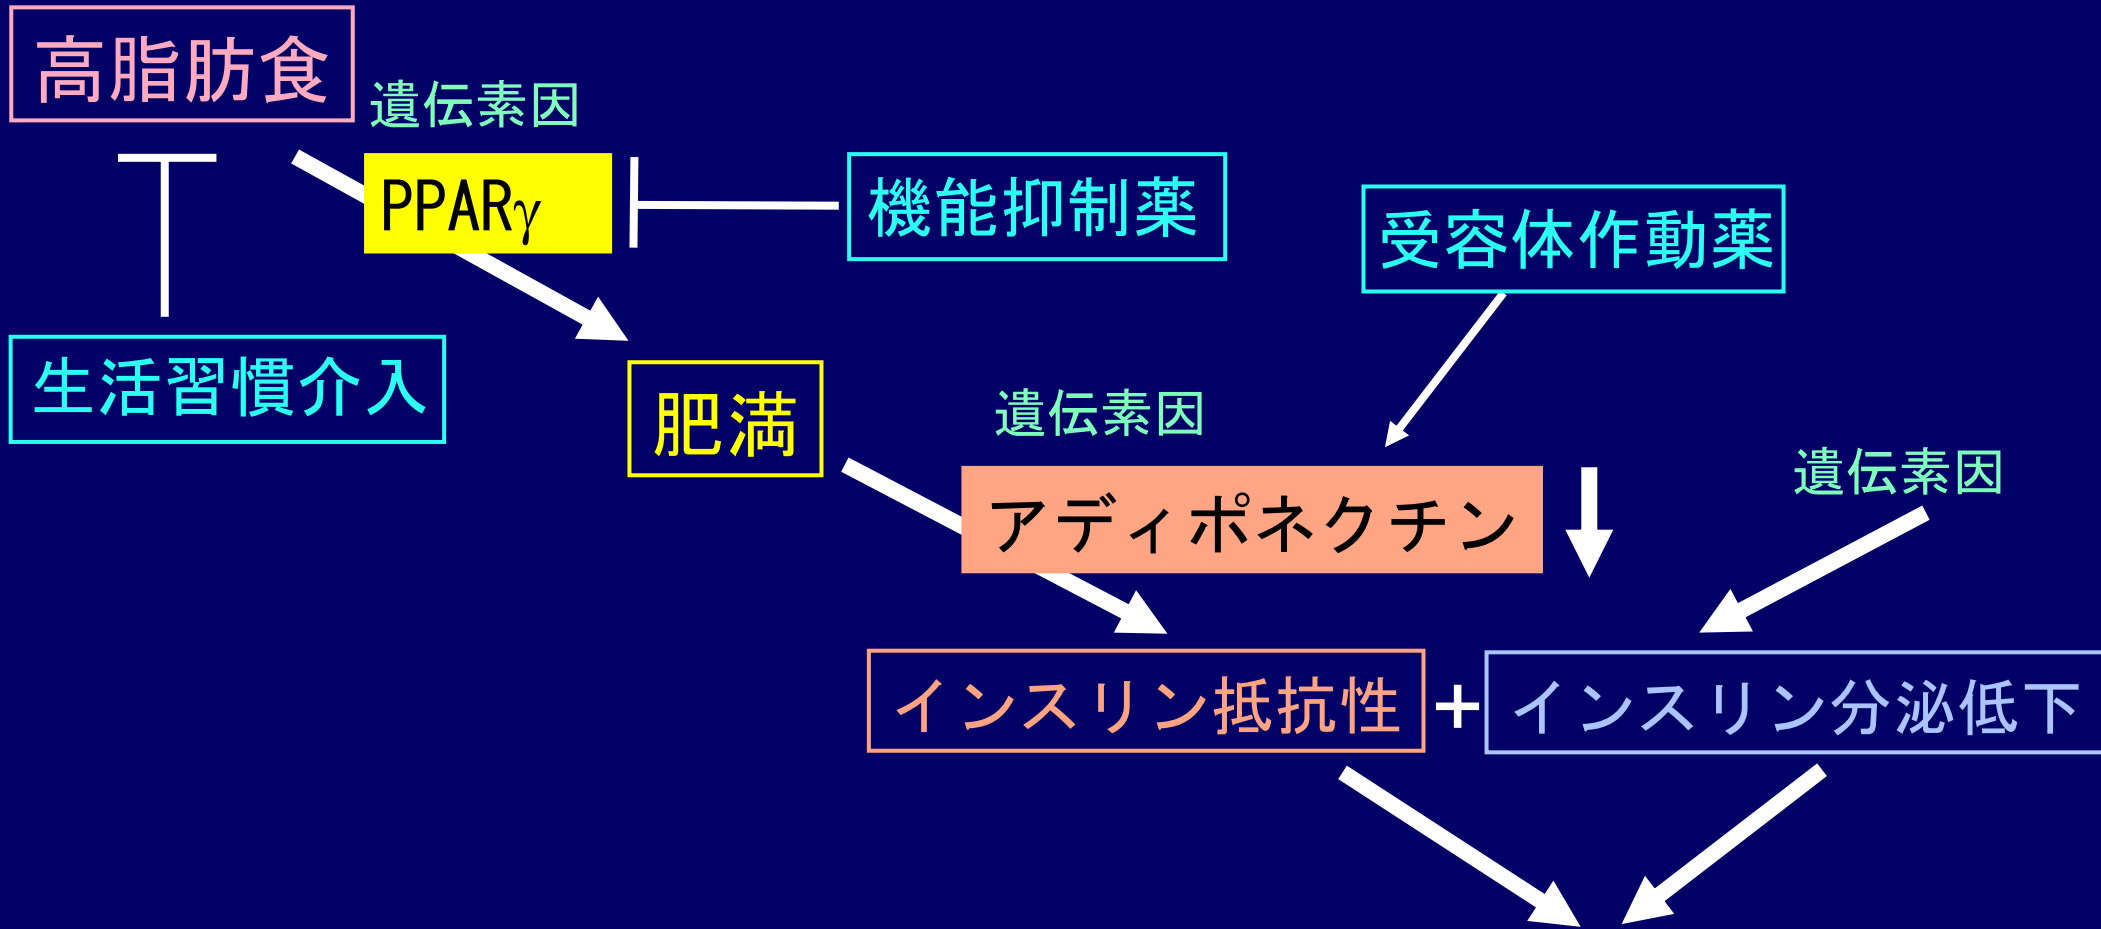 高脂肪食
遺伝素因
PPARγ
機能抑制薬
受容体作動薬
生活習慣介入
肥満
遺伝素因
遺伝素因
アディポネクチン
インスリン抵抗性
+
インスリン分泌低下